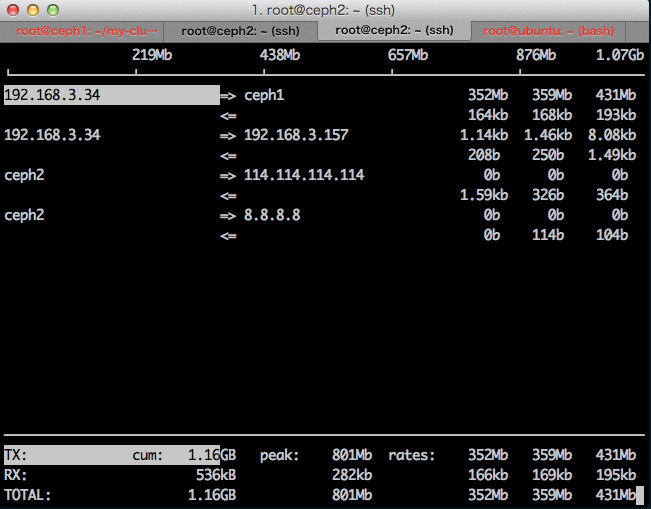 1. root@ceph2: ~ (ssh)
root@ceph1: ~/my-clu… root@ceph2: ~ (ssh) root@ceph2: ~ (ssh) root@ubuntu: ~ (bash)
219Mb 438Mb 657Mb 876Mb 1.07Gb
192.168.3.34 => ceph1 352Mb 359Mb 431Mb
<= 164kb 168kb 193kb
192.168.3.34 => 192.168.3.157 1.14kb 1.46kb 8.08kb
<= 208b 250b 1.49kb
ceph2 => 114.114.114.114 0b 0b 0b
<= 1.59kb 326b 364b
ceph2 => 8.8.8.8 0b 0b 0b
<= 0b 114b 104b
TX: cum: 1.16GB peak: 801Mb rates: 352Mb 359Mb 431Mb
RX: 536kB 282kb 166kb 169kb 195kb
TOTAL: 1.16GB 801Mb 352Mb 359Mb 431Mb